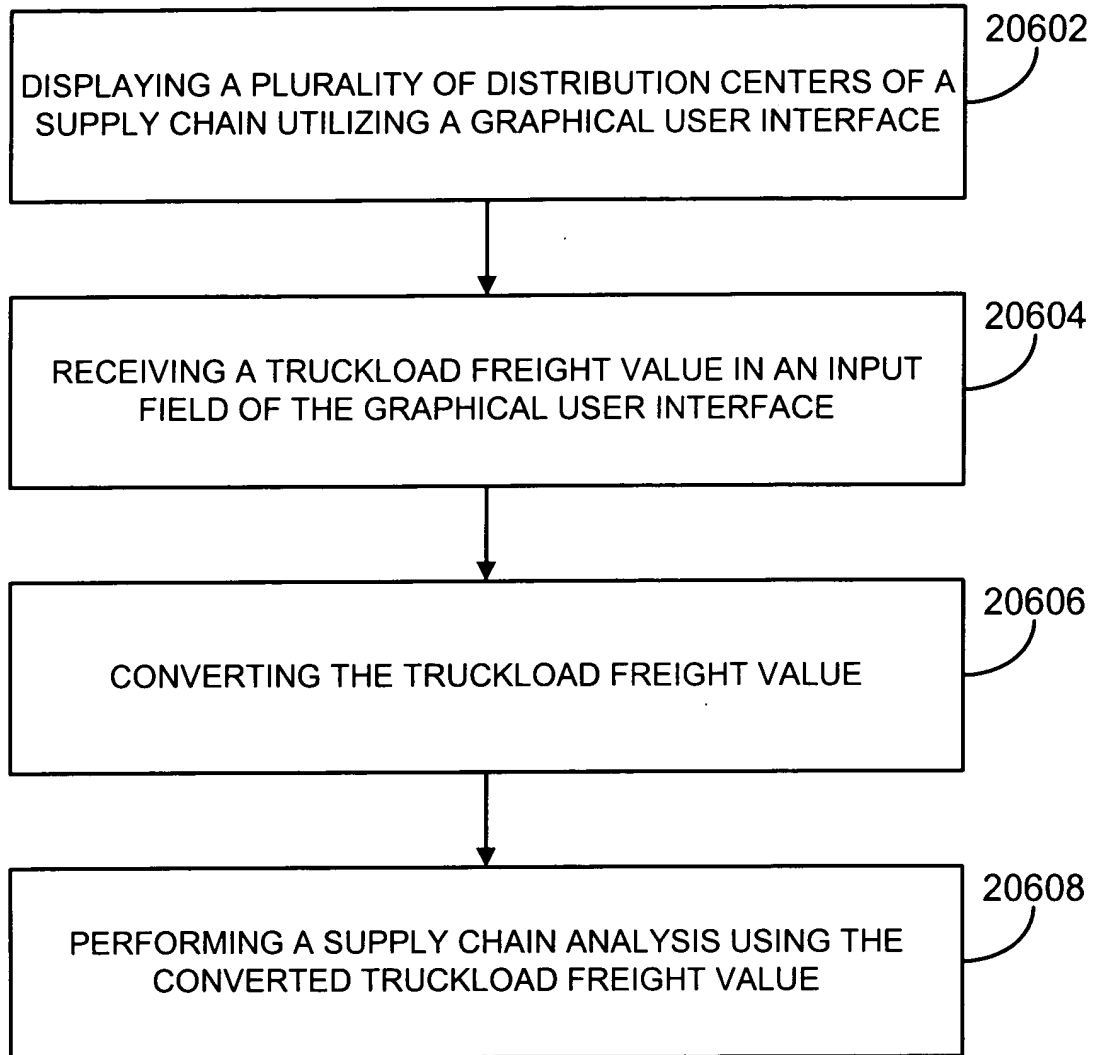 20602
DISPLAYING A PLURALITY OF DISTRIBUTION CENTERS OF A
SUPPLY CHAIN UTILIZING A GRAPHICAL USER INTERFACE
20604
RECEIVING A TRUCKLOAD FREIGHT VALUE IN AN INPUT
FIELD OF THE GRAPHICAL USER INTERFACE
20606
CONVERTING THE TRUCKLOAD FREIGHT VALUE
20608
PERFORMING A SUPPLY CHAIN ANALYSIS USING THE
CONVERTED TRUCKLOAD FREIGHT VALUE